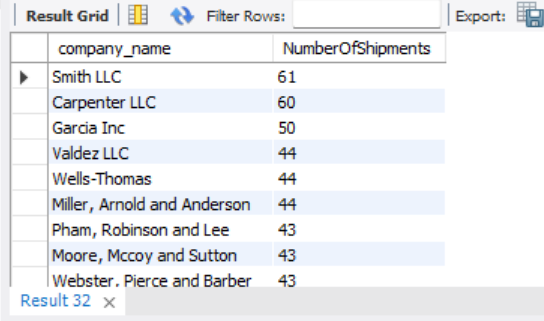 Result Grid Filter Rows: Export:
company_name NumberOfShipments
Smith LLC 61
Carpenter LLC 60
Garcia Inc 50
Valdez LLC 44
Wells-Thomas 44
Miller, Arnold and Anderson 44
Pham, Robinson and Lee 43
Moore, Mccoy and Sutton 43
Webster, Pierce and Barber 43
Result 32 ×